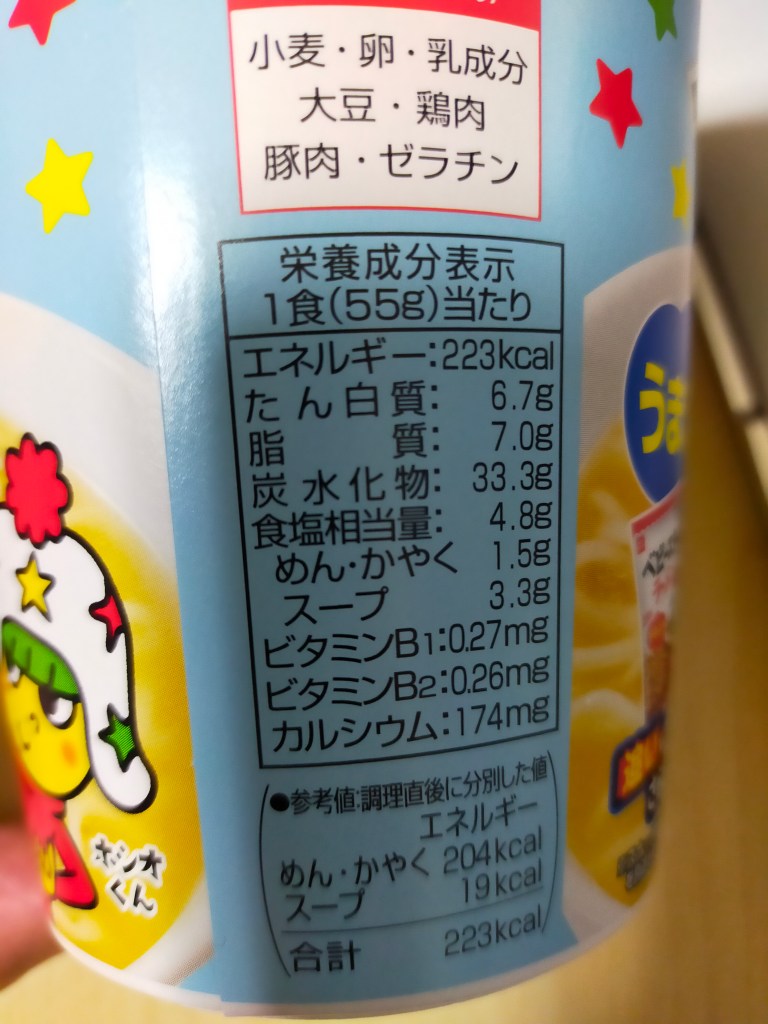 小麦・卵・乳成分
大豆・鶏肉
豚肉・ゼラチン
栄養成分表示
1食(55g)当たり
エネルギー:223kcal
たん白質: 6.7g
脂質: 7.0g
炭水化物: 33.3g
食塩相当量: 4.8g
めん・かやく 1.5g
スープ 3.3g
ビタミンB1:0.27mg
ビタミンB2:0.26mg
カルシウム:174mg
●参考値:調理直後に分別した値
エネルギー
めん・かやく 204kcal
スープ 19kcal
合計 223kcal
ホシオ
くん
うま